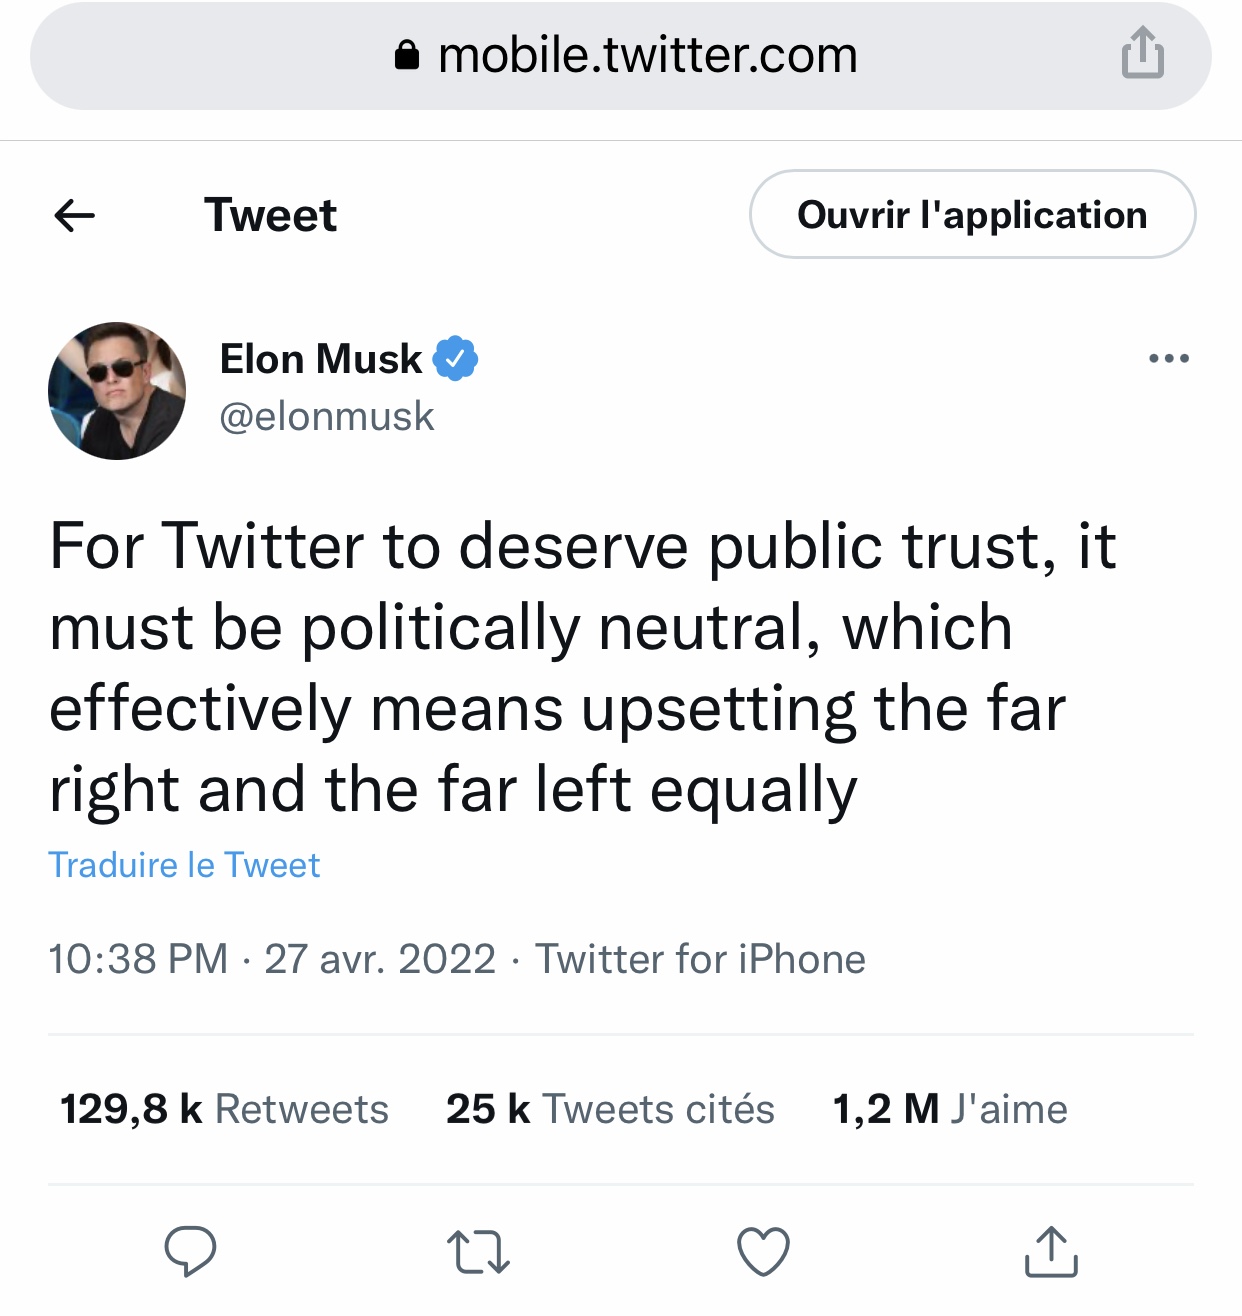 mobile.twitter.com
Tweet
Ouvrir l'application
Elon Musk
@elonmusk
For Twitter to deserve public trust, it
must be politically neutral, which
effectively means upsetting the far
right and the far left equally
Traduire le Tweet
10:38 PM · 27 avr. 2022 · Twitter for iPhone
129,8 k Retweets 25 k Tweets cités 1,2 M J'aime